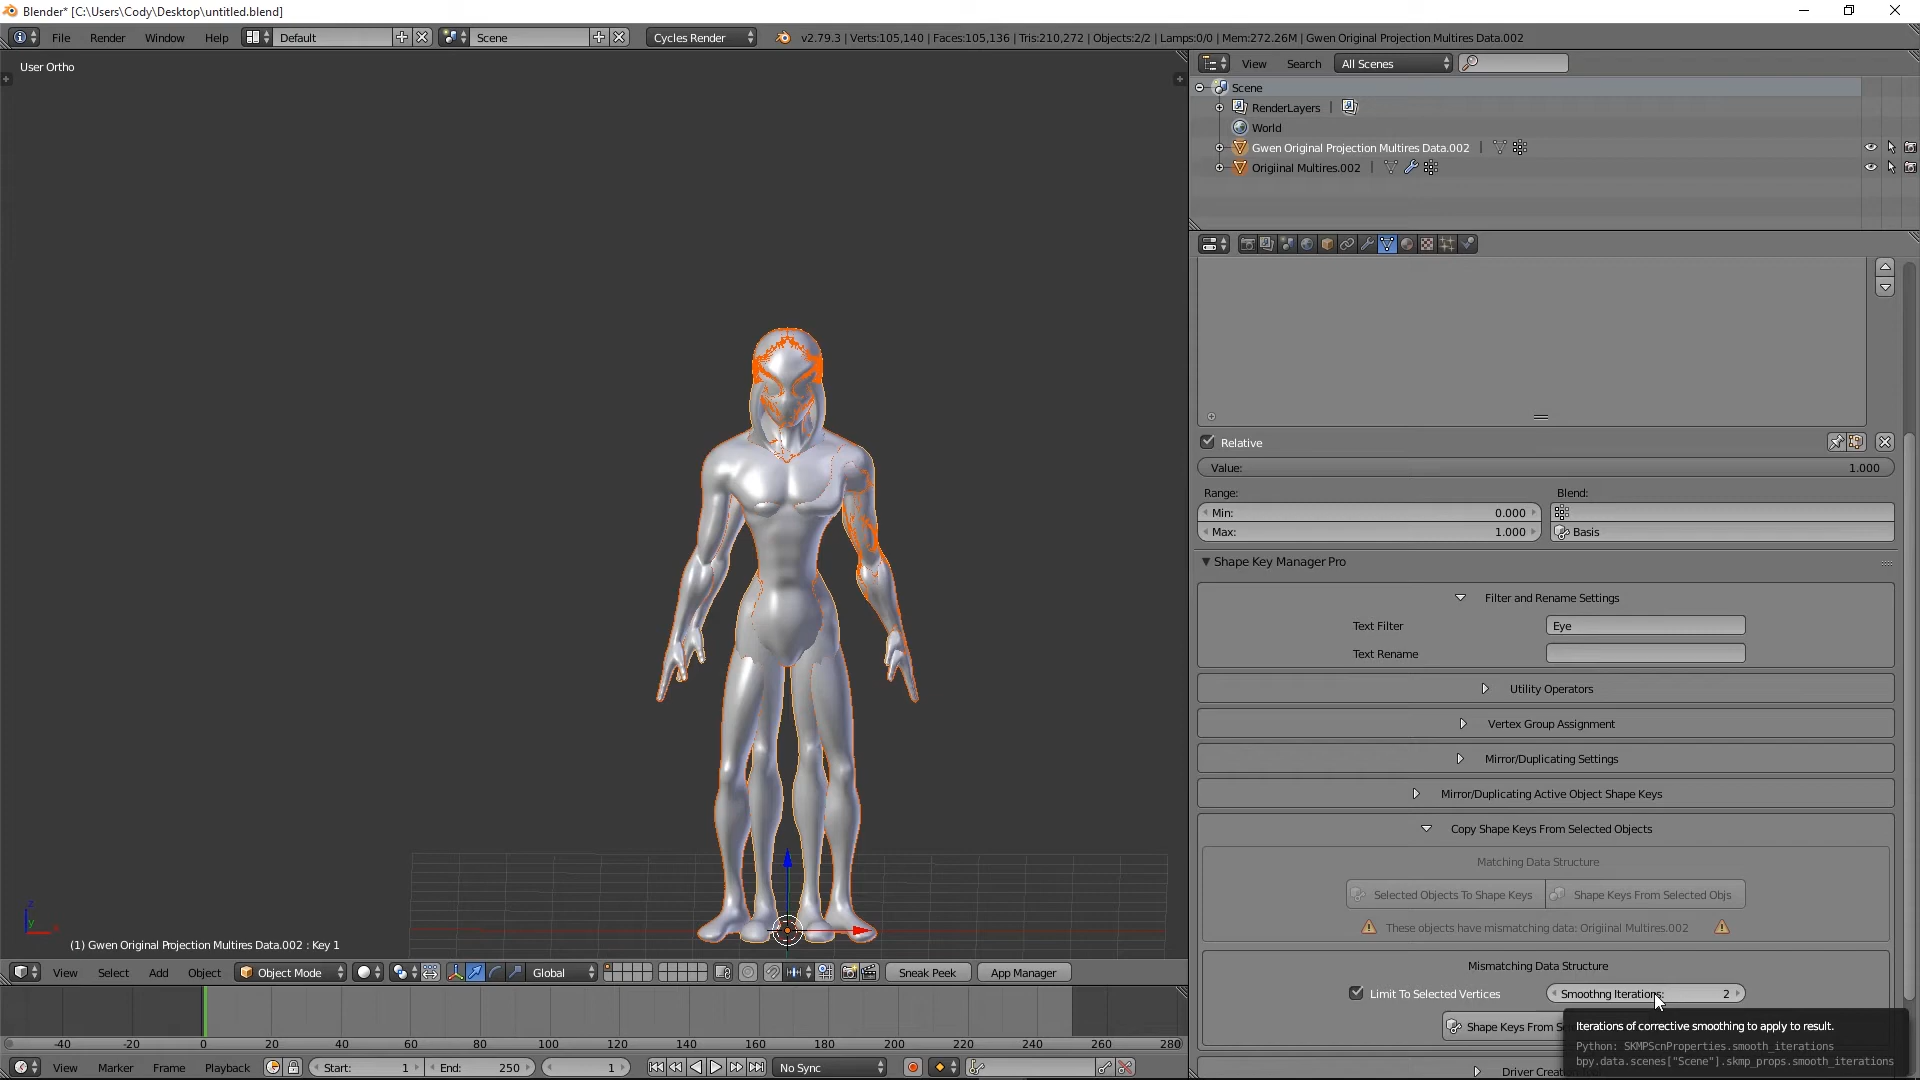 Blender* [C:\Users\Cody\Desktop\untitled.blend]
File Render Window Help Default Scene Cycles Render v2.79.3 | Verts:105,140 | Faces:105,136 | Tris:210,272 | Objects:2/2 | Lamps:0/0 | Mem:272.26M | Gwen Original Projection Multires Data.002
User Ortho
View Search All Scenes
Scene
RenderLayers |
World
Gwen Original Projection Multires Data.002 |
Origiinal Multires.002 |
Relative
Value: 1.000
Range: Blend:
Min: 0.000
Max: 1.000 Basis
Shape Key Manager Pro
Filter and Rename Settings
Text Filter Eye
Text Rename
Utility Operators
Vertex Group Assignment
Mirror/Duplicating Settings
Mirror/Duplicating Active Object Shape Keys
Copy Shape Keys From Selected Objects
Matching Data Structure
Selected Objects To Shape Keys Shape Keys From Selected Objs
These objects have mismatching data: Origiinal Multires.002
Mismatching Data Structure
Limit To Selected Vertices Smoothng Iterations: 2
Shape Keys From Se
Iterations of corrective smoothing to apply to result.
Python: SKMPScnProperties.smooth_iterations
bpy.data.scenes["Scene"].skmp_props.smooth_iterations
Driver Creation
z
y
(1) Gwen Original Projection Multires Data.002 : Key 1
View Select Add Object Object Mode Global Sneak Peek App Manager
-40 -20 0 20 40 60 80 100 120 140 160 180 200 220 240 260 280
View Marker Frame Playback Start: 1 End: 250 1 No Sync